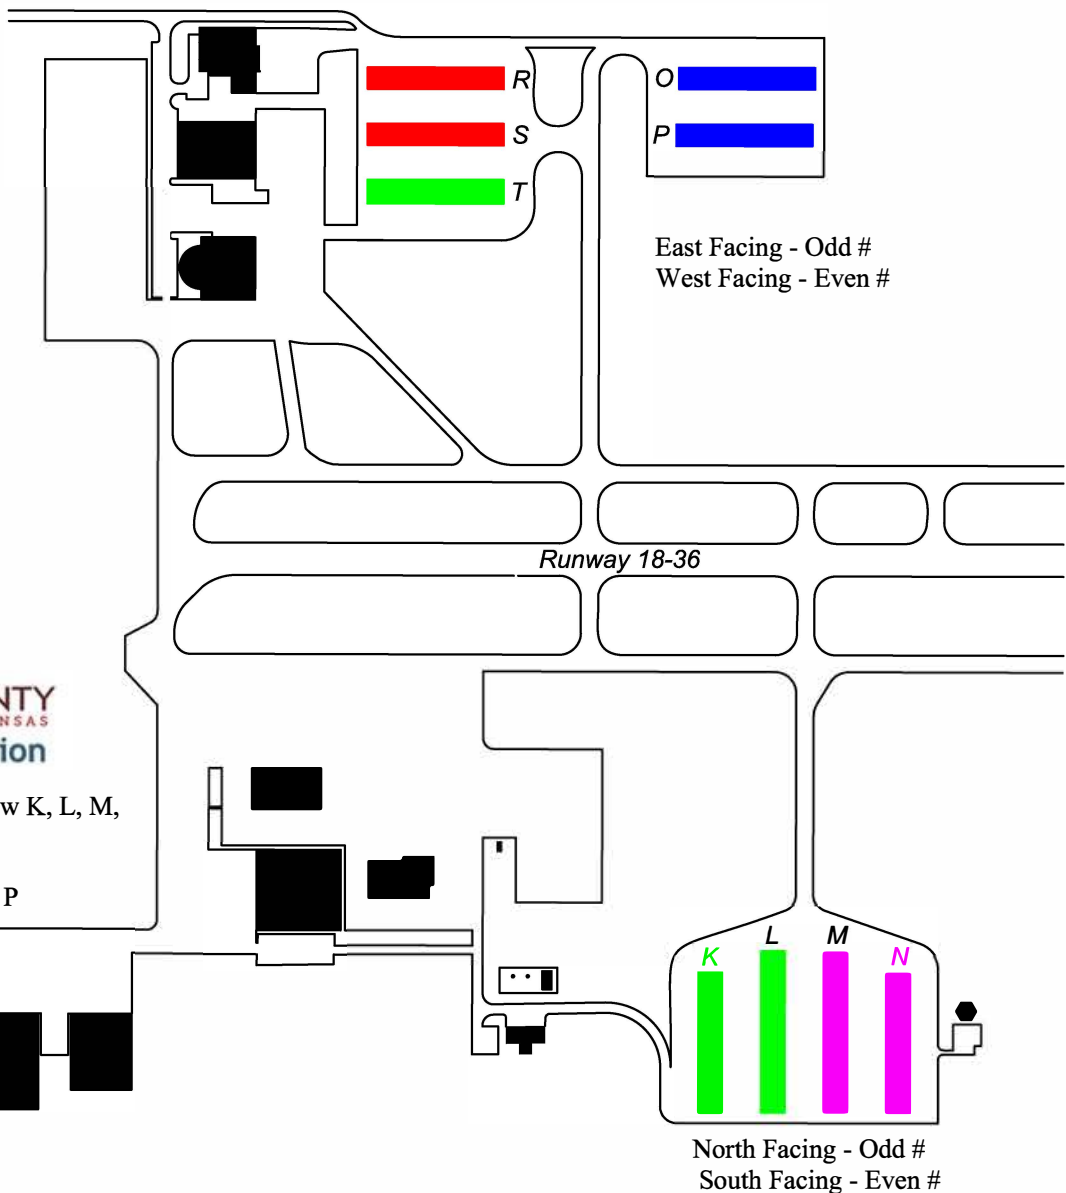 R
O
S
P
T
East Facing - Odd #
West Facing - Even #
Runway 18-36
NTY
NSAS
ion
w K, L, M,
P
L
M
K
N
North Facing - Odd #
South Facing - Even #